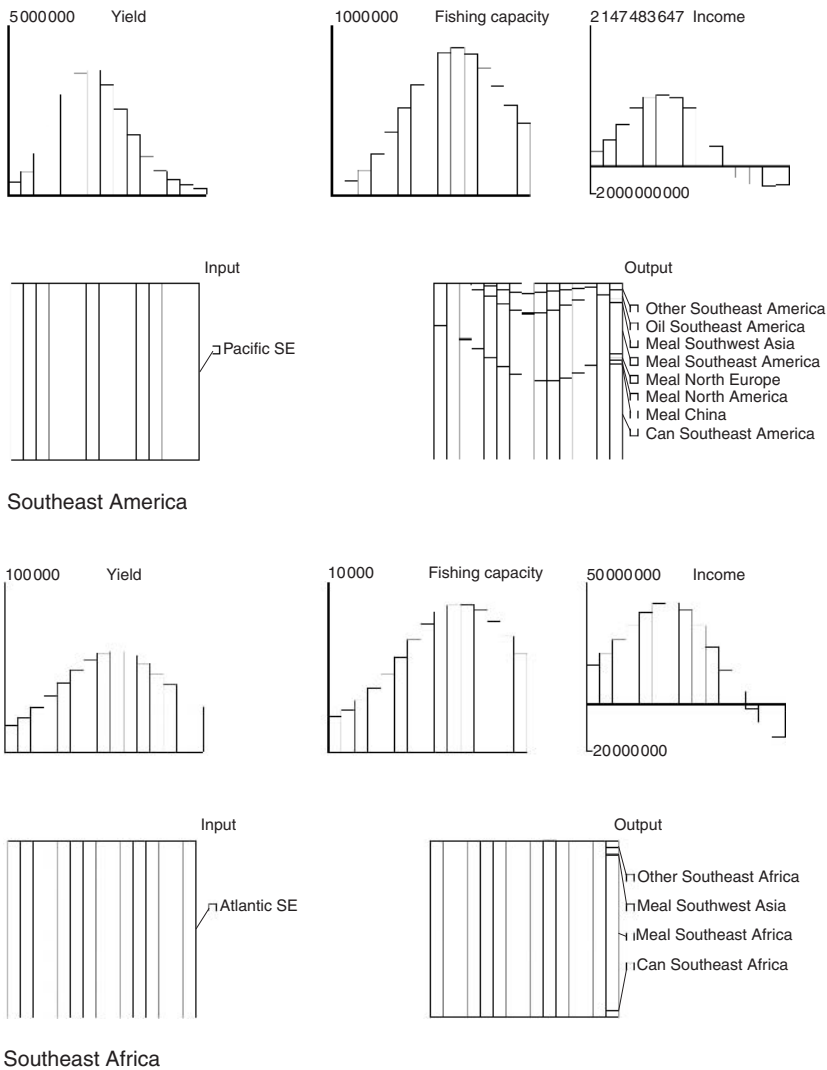 5000000 Yield
1000000 Fishing capacity
2147483647 Income
-2000000000
Input
Pacific SE
Output
Other Southeast America
Oil Southeast America
Meal Southwest Asia
Meal Southeast America
Meal North Europe
Meal North America
Meal China
Can Southeast America
Southeast America
100000 Yield
10000 Fishing capacity
50000000 Income
-20000000
Input
Atlantic SE
Output
Other Southeast Africa
Meal Southwest Asia
Meal Southeast Africa
Can Southeast Africa
Southeast Africa